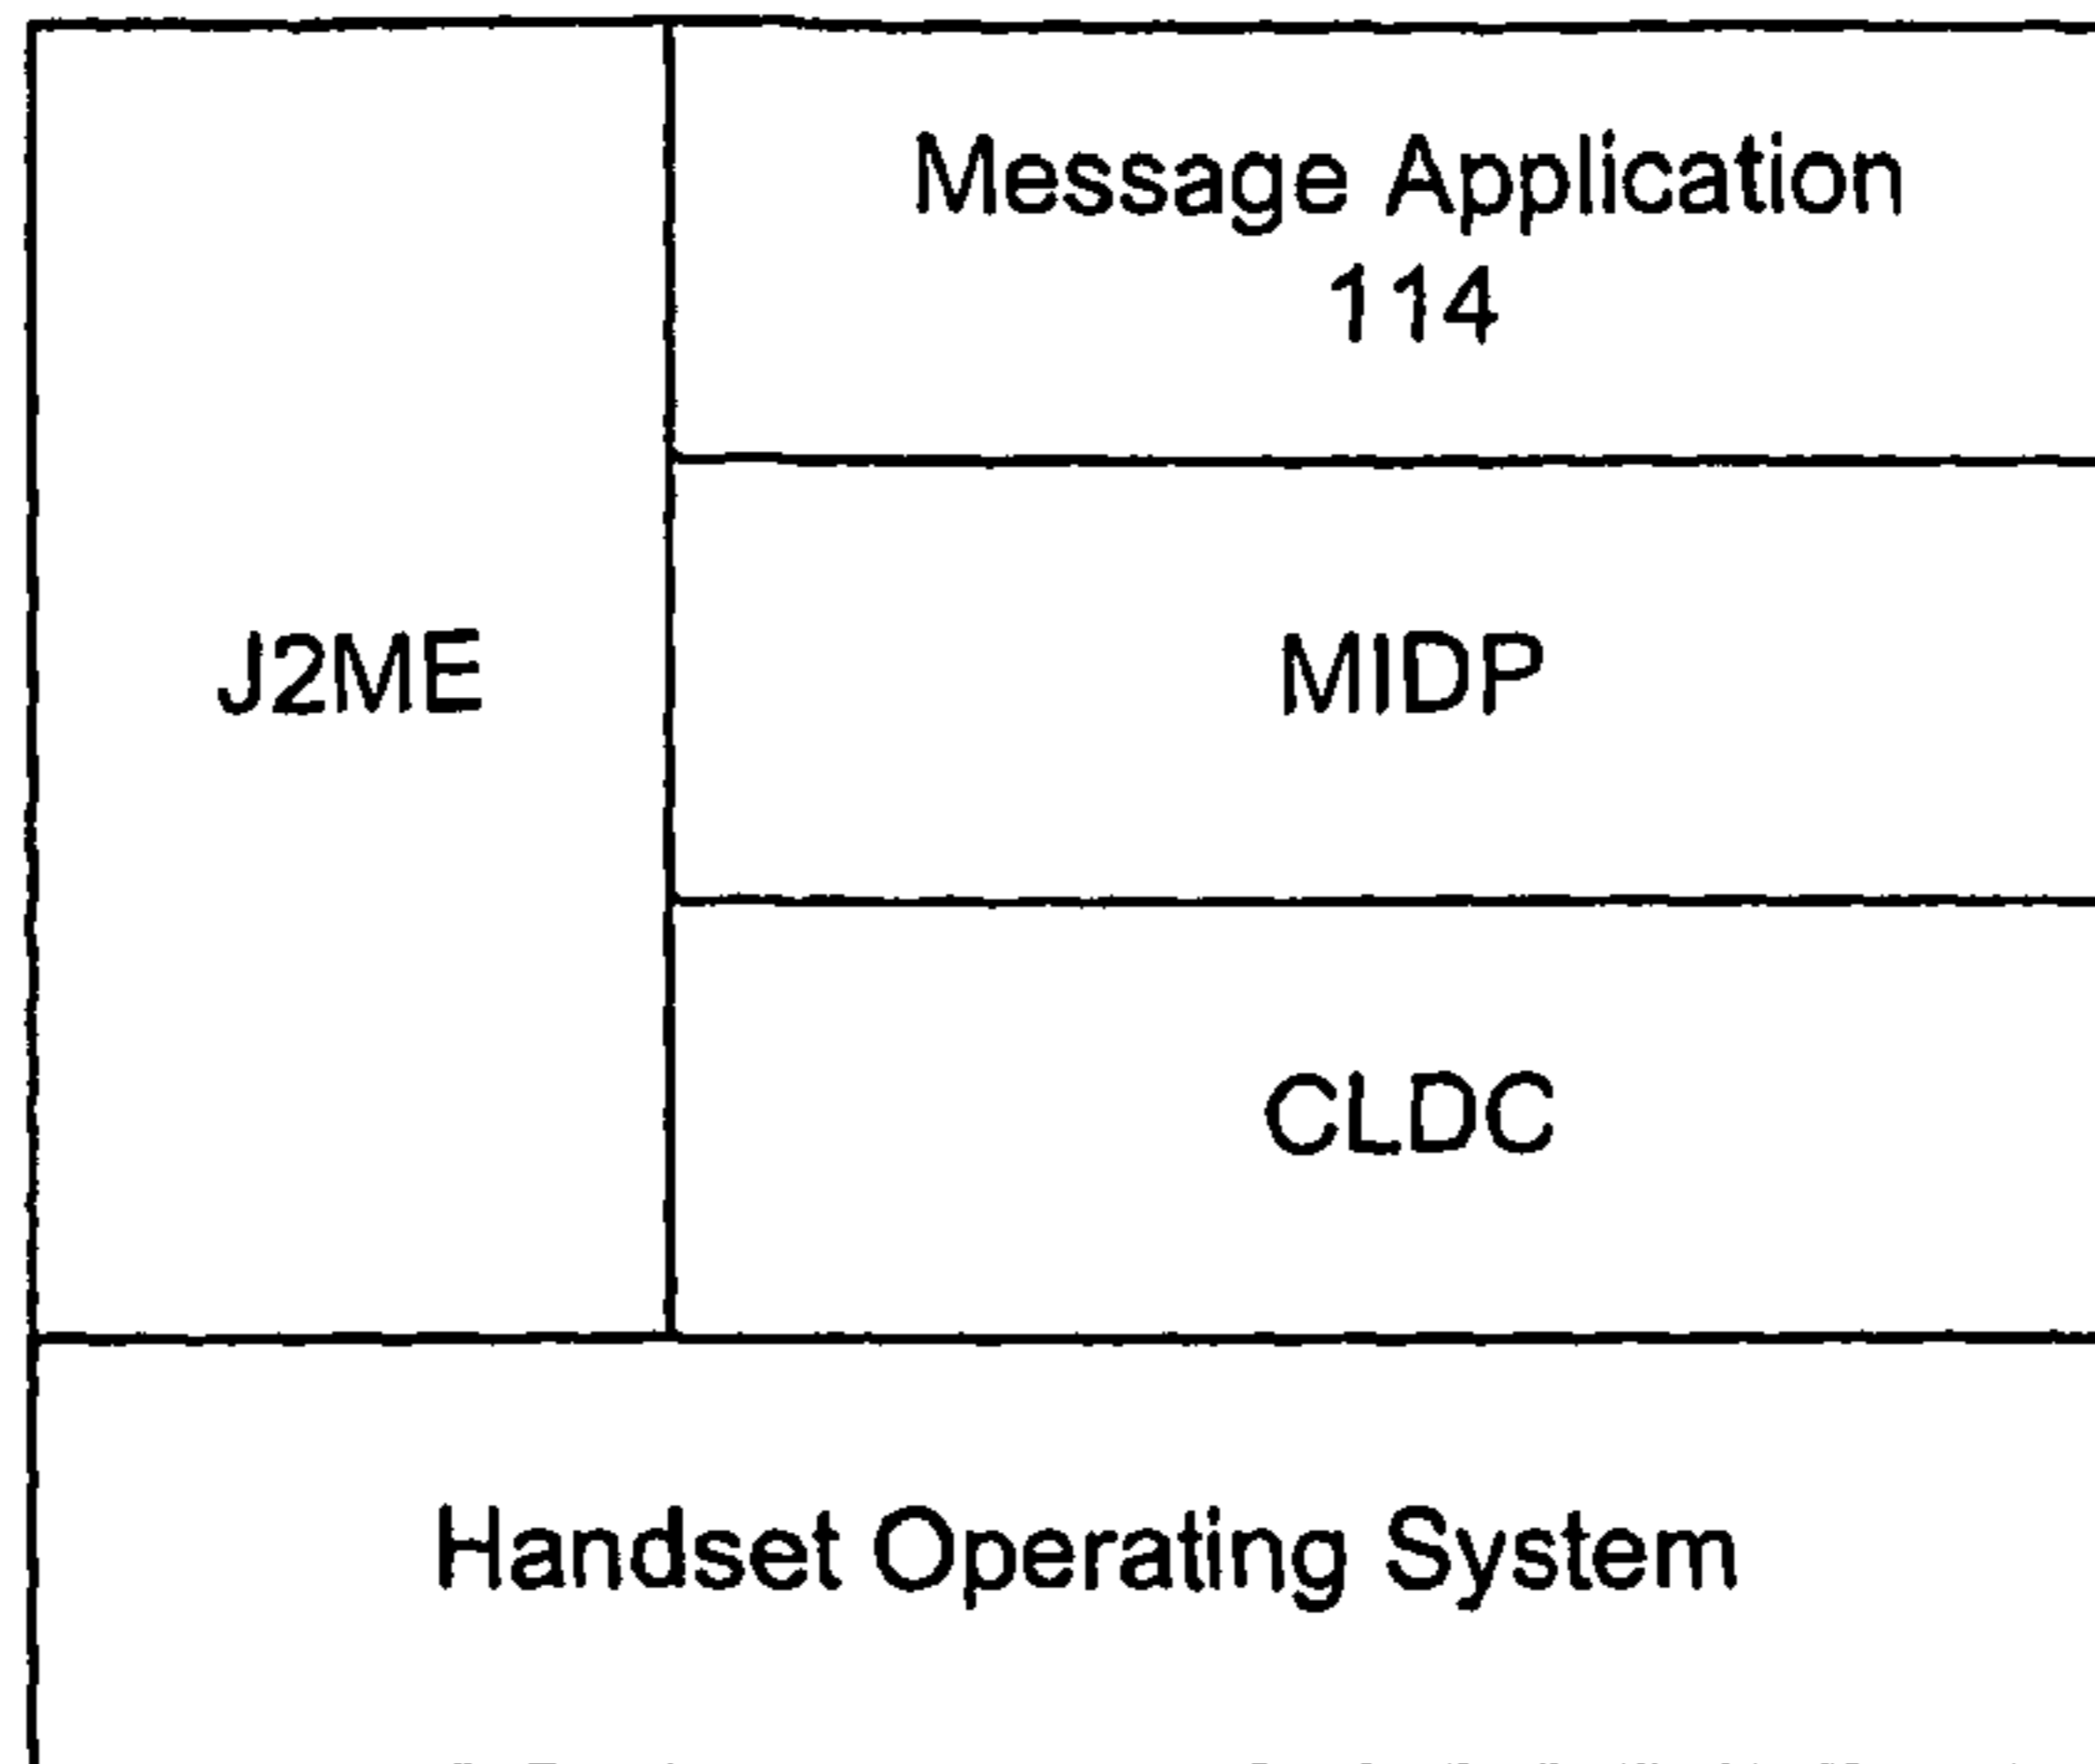 Message Application
114
J2ME
MIDP
CLDC
Handset Operating System